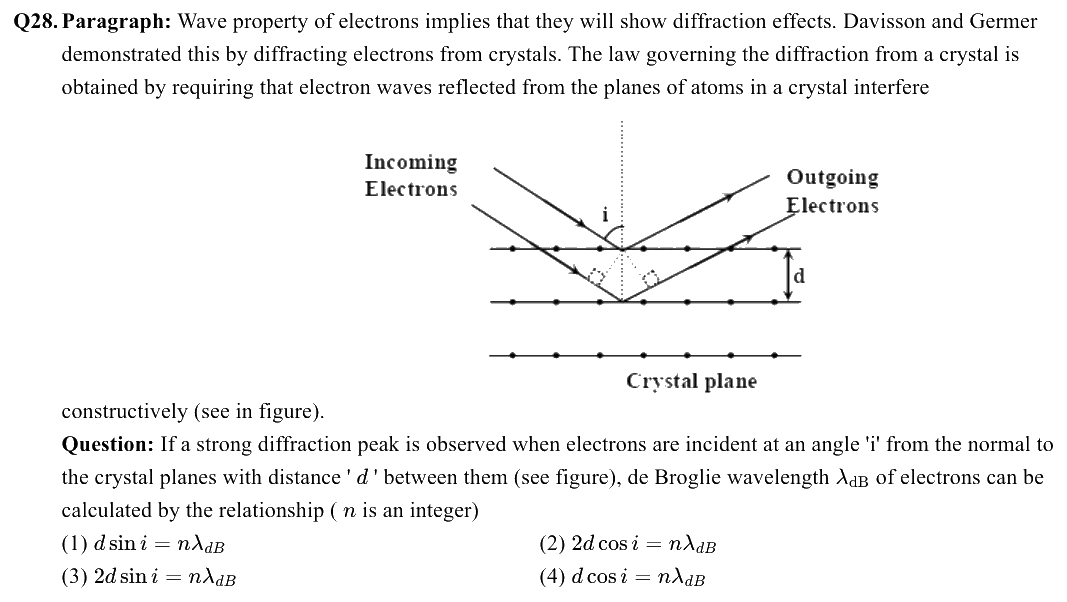 Q28. Paragraph: Wave property of electrons implies that they will show diffraction effects. Davisson and Germer
demonstrated this by diffracting electrons from crystals. The law governing the diffraction from a crystal is
obtained by requiring that electron waves reflected from the planes of atoms in a crystal interfere
Incoming
Electrons
Outgoing
Electrons
i
d
Crystal plane
constructively (see in figure).
Question: If a strong diffraction peak is observed when electrons are incident at an angle 'i' from the normal to
the crystal planes with distance ' d ' between them (see figure), de Broglie wavelength λ_dB of electrons can be
calculated by the relationship ( n is an integer)
(1) d sin i = nλ_dB (2) 2d cos i = nλ_dB
(3) 2d sin i = nλ_dB (4) d cos i = nλ_dB